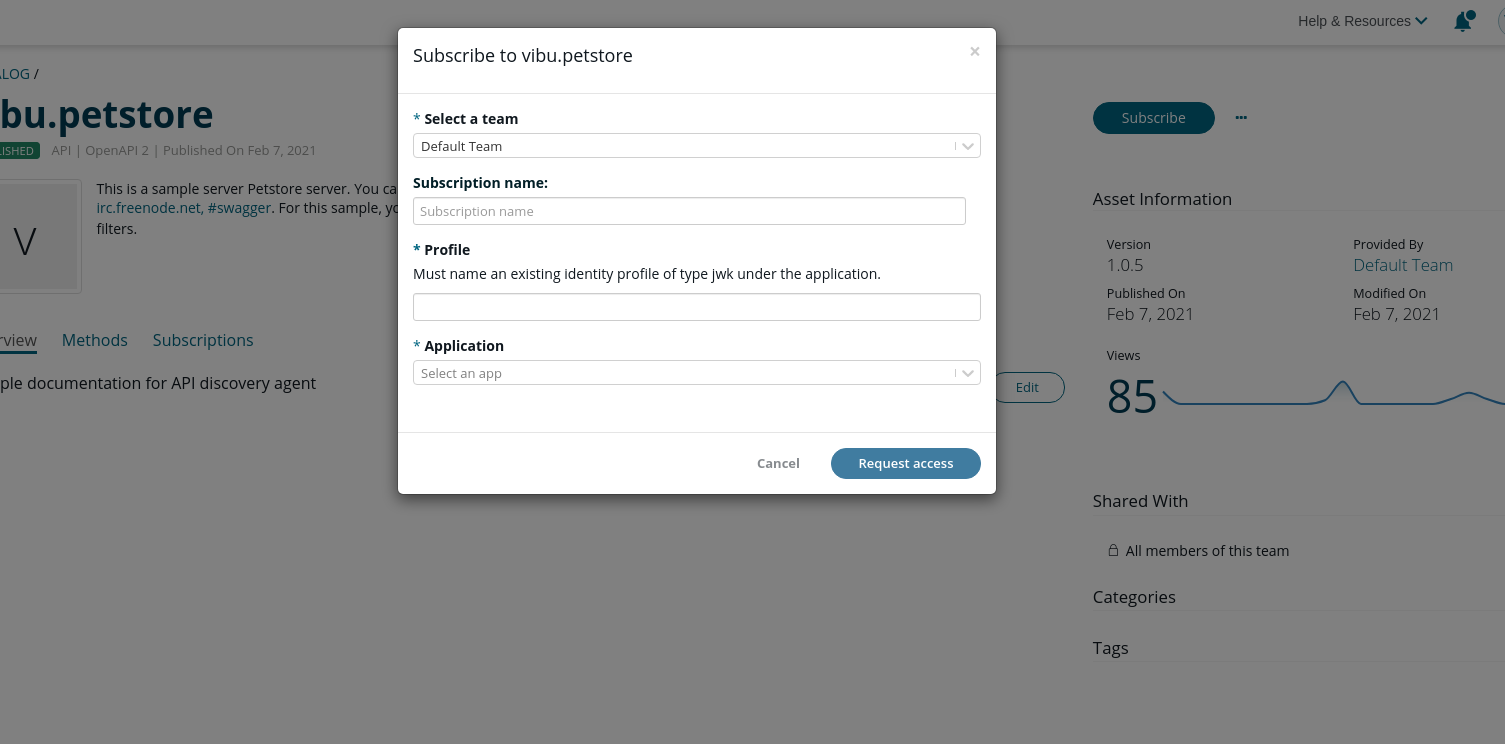 Help & Resources
Subscribe to vibu.petstore
×
* Select a team
Default Team
Subscription name:
Subscription name
* Profile
Must name an existing identity profile of type jwk under the application.
* Application
Select an app
Cancel
Request access
ALOG /
bu.petstore
ISHED
API | OpenAPI 2 | Published On Feb 7, 2021
V
This is a sample server Petstore server. You ca
irc.freenode.net, #swagger. For this sample, yo
filters.
rview
Methods
Subscriptions
ple documentation for API discovery agent
Edit
Subscribe
•••
Asset Information
Version
Provided By
1.0.5
Default Team
Published On
Modified On
Feb 7, 2021
Feb 7, 2021
Views
85
Shared With
All members of this team
Categories
Tags